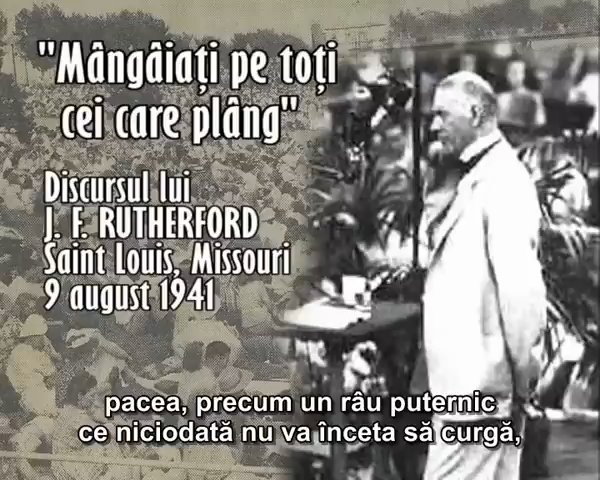 "Mângâiați pe toți
cei care plâng"
Discursul lui
J. F. RUTHERFORD
Saint Louis, Missouri
9 august 1941
pacea, precum un râu puternic
ce niciodată nu va înceta să curgă,